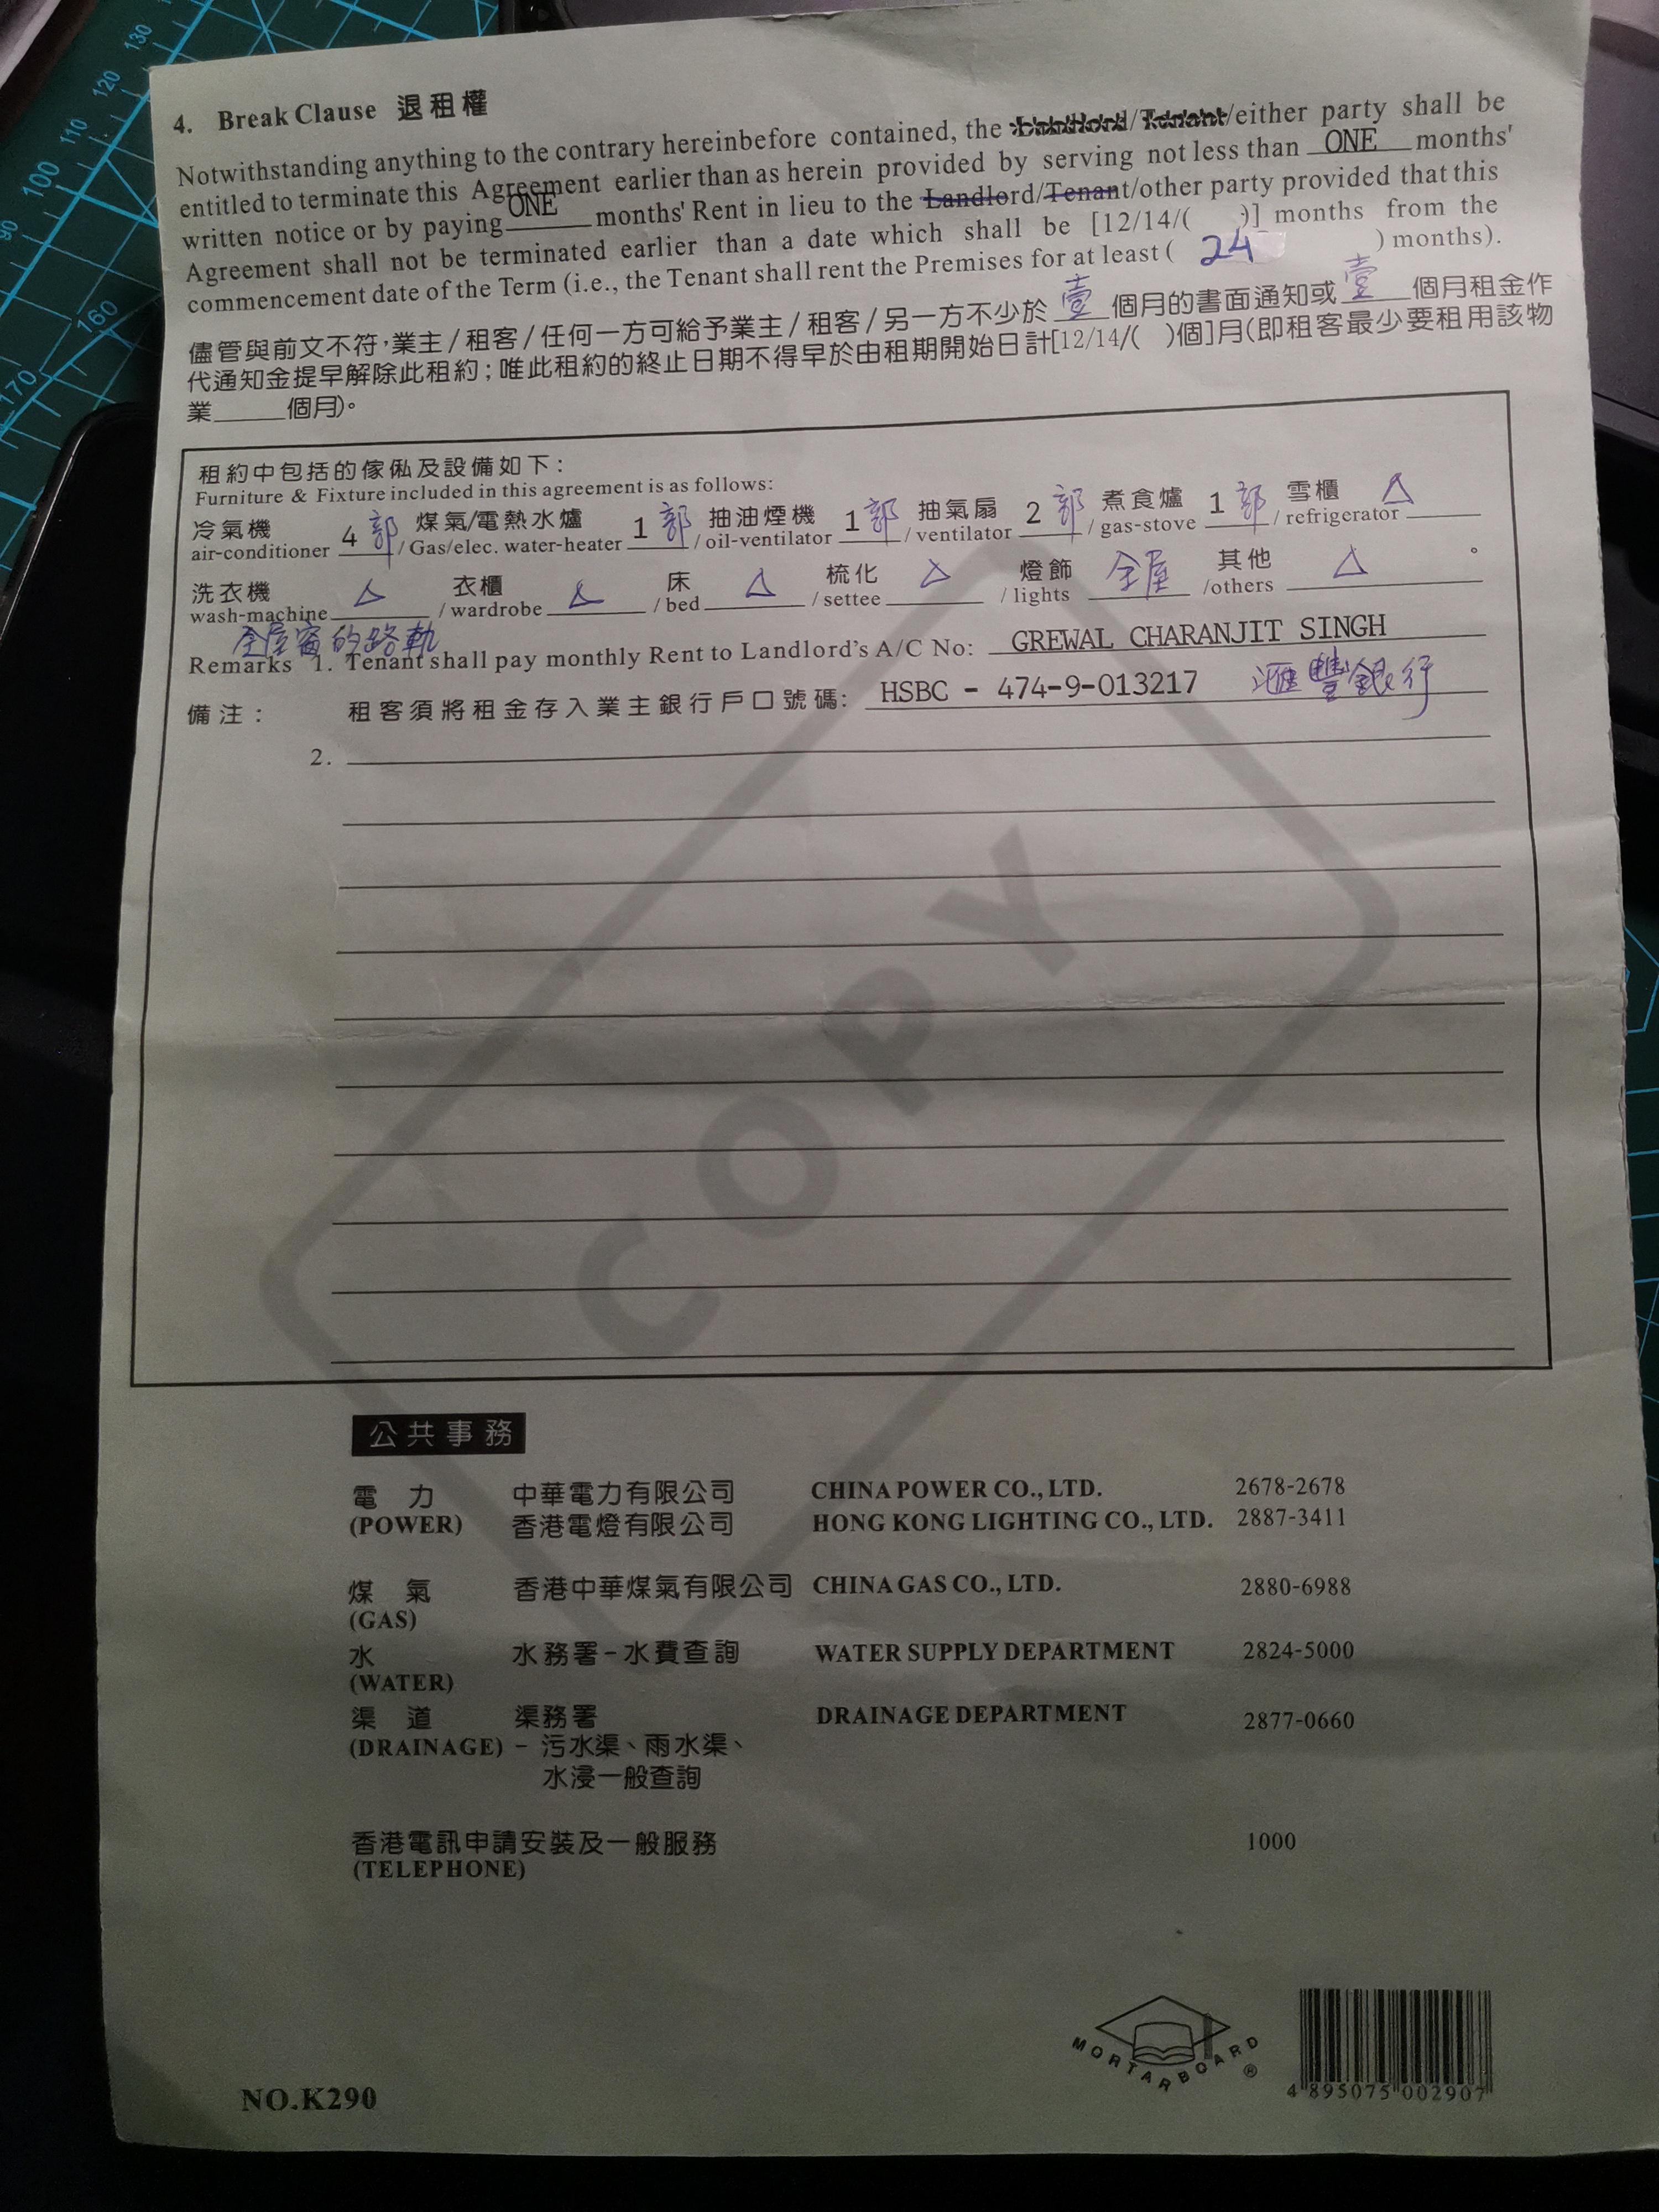 4. Break Clause 退租權
Notwithstanding anything to the contrary hereinbefore contained, the Landlord/Tenant/either party shall be
entitled to terminate this Agreement earlier than as herein provided by serving not less than ONE months'
written notice or by paying ONE months' Rent in lieu to the Landlord/Tenant/other party provided that this
Agreement shall not be terminated earlier than a date which shall be [12/14/( )] months from the
commencement date of the Term (i.e., the Tenant shall rent the Premises for at least ( 24 ) months).
儘管與前文不符,業主/租客/任何一方可給予業主/租客/另一方不少於 壹 個月的書面通知或 壹 個月租金作
代通知金提早解除此租約;唯此租約的終止日期不得早於由租期開始日計[12/14/( )個]月(即租客最少要租用該物
業____個月)。
租約中包括的傢俬及設備如下:
Furniture & Fixture included in this agreement is as follows:
冷氣機 4 部 煤氣/電熱水爐 1 部 抽油煙機 1 部 抽氣扇 2 部 煮食爐 1 部 雪櫃 △
air-conditioner / Gas/elec. water-heater / oil-ventilator / ventilator / gas-stove / refrigerator
洗衣機 △ 衣櫃 △ 床 △ 梳化 △ 燈飾 全屋 其他 △ 。
wash-machine / wardrobe / bed / settee / lights /others
全屋窗的路軌
Remarks 1. Tenant shall pay monthly Rent to Landlord's A/C No: GREWAL CHARANJIT SINGH
備注: 租客須將租金存入業主銀行戶口號碼: HSBC - 474-9-013217 滙豐銀行
2.
COPY
公共事務
電力 中華電力有限公司 CHINA POWER CO., LTD. 2678-2678
(POWER) 香港電燈有限公司 HONG KONG LIGHTING CO., LTD. 2887-3411
煤氣 香港中華煤氣有限公司 CHINA GAS CO., LTD. 2880-6988
(GAS)
水 水務署-水費查詢 WATER SUPPLY DEPARTMENT 2824-5000
(WATER)
渠道 渠務署 DRAINAGE DEPARTMENT 2877-0660
(DRAINAGE) - 污水渠、雨水渠、
水浸一般查詢
香港電訊申請安裝及一般服務 1000
(TELEPHONE)
MORTARBOARD ®
4 895075 002907
NO.K290
130
120
110
100
90
160
170